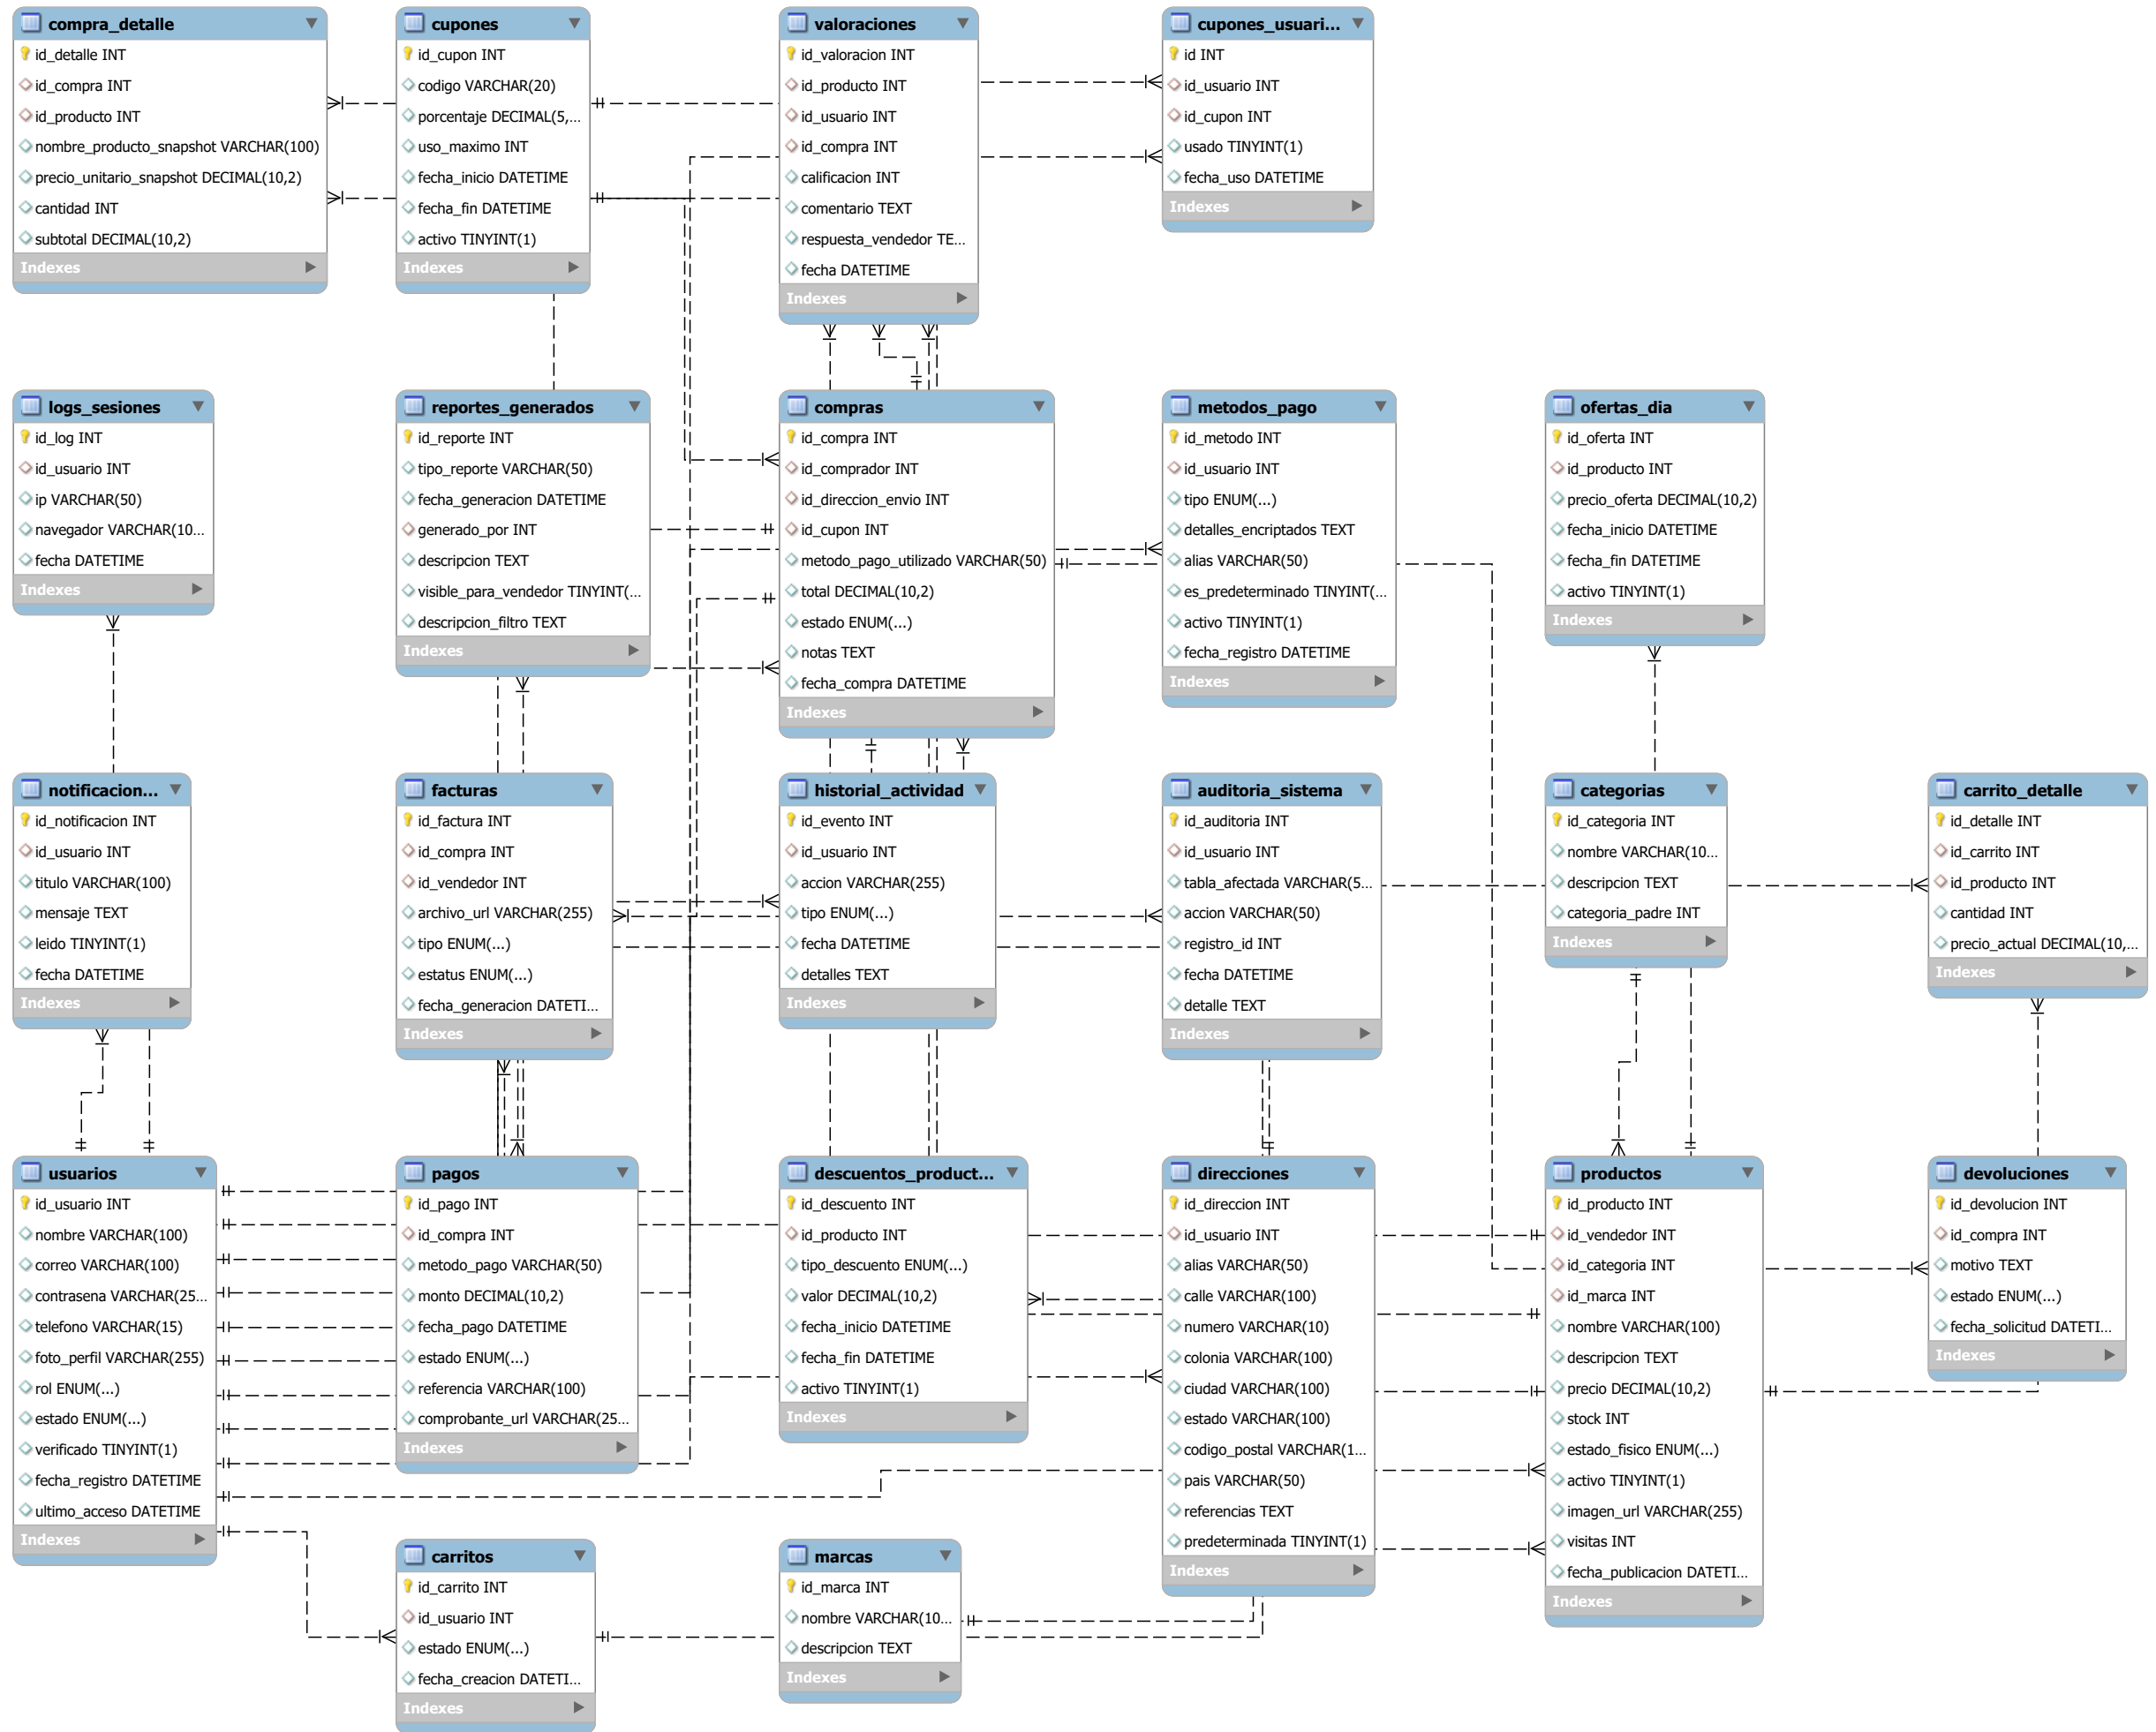 compra_detalle
id_detalle INT
id_compra INT
id_producto INT
nombre_producto_snapshot VARCHAR(100)
precio_unitario_snapshot DECIMAL(10,2)
cantidad INT
subtotal DECIMAL(10,2)
Indexes
cupones
id_cupon INT
codigo VARCHAR(20)
porcentaje DECIMAL(5,...
uso_maximo INT
fecha_inicio DATETIME
fecha_fin DATETIME
activo TINYINT(1)
Indexes
valoraciones
id_valoracion INT
id_producto INT
id_usuario INT
id_compra INT
calificacion INT
comentario TEXT
respuesta_vendedor TE...
fecha DATETIME
Indexes
cupones_usuari...
id INT
id_usuario INT
id_cupon INT
usado TINYINT(1)
fecha_uso DATETIME
Indexes
logs_sesiones
id_log INT
id_usuario INT
ip VARCHAR(50)
navegador VARCHAR(10...
fecha DATETIME
Indexes
reportes_generados
id_reporte INT
tipo_reporte VARCHAR(50)
fecha_generacion DATETIME
generado_por INT
descripcion TEXT
visible_para_vendedor TINYINT(...
descripcion_filtro TEXT
Indexes
compras
id_compra INT
id_comprador INT
id_direccion_envio INT
id_cupon INT
metodo_pago_utilizado VARCHAR(50)
total DECIMAL(10,2)
estado ENUM(...)
notas TEXT
fecha_compra DATETIME
Indexes
metodos_pago
id_metodo INT
id_usuario INT
tipo ENUM(...)
detalles_encriptados TEXT
alias VARCHAR(50)
es_predeterminado TINYINT(...
activo TINYINT(1)
fecha_registro DATETIME
Indexes
ofertas_dia
id_oferta INT
id_producto INT
precio_oferta DECIMAL(10,2)
fecha_inicio DATETIME
fecha_fin DATETIME
activo TINYINT(1)
Indexes
notificacion...
id_notificacion INT
id_usuario INT
titulo VARCHAR(100)
mensaje TEXT
leido TINYINT(1)
fecha DATETIME
Indexes
facturas
id_factura INT
id_compra INT
id_vendedor INT
archivo_url VARCHAR(255)
tipo ENUM(...)
estatus ENUM(...)
fecha_generacion DATETI...
Indexes
historial_actividad
id_evento INT
id_usuario INT
accion VARCHAR(255)
tipo ENUM(...)
fecha DATETIME
detalles TEXT
Indexes
auditoria_sistema
id_auditoria INT
id_usuario INT
tabla_afectada VARCHAR(5...
accion VARCHAR(50)
registro_id INT
fecha DATETIME
detalle TEXT
Indexes
categorias
id_categoria INT
nombre VARCHAR(10...
descripcion TEXT
categoria_padre INT
Indexes
carrito_detalle
id_detalle INT
id_carrito INT
id_producto INT
cantidad INT
precio_actual DECIMAL(10,...
Indexes
usuarios
id_usuario INT
nombre VARCHAR(100)
correo VARCHAR(100)
contrasena VARCHAR(25...
telefono VARCHAR(15)
foto_perfil VARCHAR(255)
rol ENUM(...)
estado ENUM(...)
verificado TINYINT(1)
fecha_registro DATETIME
ultimo_acceso DATETIME
Indexes
pagos
id_pago INT
id_compra INT
metodo_pago VARCHAR(50)
monto DECIMAL(10,2)
fecha_pago DATETIME
estado ENUM(...)
referencia VARCHAR(100)
comprobante_url VARCHAR(25...
Indexes
descuentos_product...
id_descuento INT
id_producto INT
tipo_descuento ENUM(...)
valor DECIMAL(10,2)
fecha_inicio DATETIME
fecha_fin DATETIME
activo TINYINT(1)
Indexes
direcciones
id_direccion INT
id_usuario INT
alias VARCHAR(50)
calle VARCHAR(100)
numero VARCHAR(10)
colonia VARCHAR(100)
ciudad VARCHAR(100)
estado VARCHAR(100)
codigo_postal VARCHAR(1...
pais VARCHAR(50)
referencias TEXT
predeterminada TINYINT(1)
Indexes
productos
id_producto INT
id_vendedor INT
id_categoria INT
id_marca INT
nombre VARCHAR(100)
descripcion TEXT
precio DECIMAL(10,2)
stock INT
estado_fisico ENUM(...)
activo TINYINT(1)
imagen_url VARCHAR(255)
visitas INT
fecha_publicacion DATETI...
Indexes
devoluciones
id_devolucion INT
id_compra INT
motivo TEXT
estado ENUM(...)
fecha_solicitud DATETI...
Indexes
carritos
id_carrito INT
id_usuario INT
estado ENUM(...)
fecha_creacion DATETI...
Indexes
marcas
id_marca INT
nombre VARCHAR(10...
descripcion TEXT
Indexes